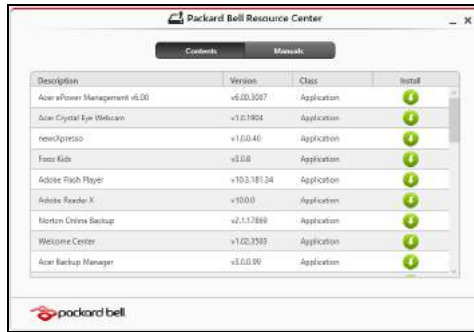 Packard Bell Resource Center
Contents Manuals
Description Version Class Install
Acer ePower Management v6.00 v6.00.3007 Application
Acer Crystal Eye Webcam v1.0.1904 Application
newsXpresso v1.0.0.40 Application
Fooz Kids v3.0.8 Application
Adobe Flash Player v10.3.181.34 Application
Adobe Reader X v10.0.0 Application
Norton Online Backup v2.1.17869 Application
Welcome Center v1.02.3503 Application
Acer Backup Manager v3.0.0.99 Application
packard bell